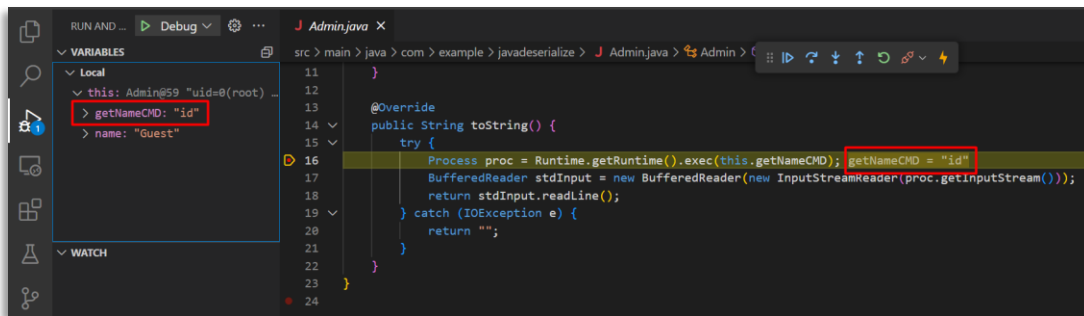 RUN AND ... Debug
VARIABLES
Local
this: Admin@59 "uid=0(root) ...
getNameCMD: "id"
name: "Guest"
WATCH
1
J Admin.java
src > main > java > com > example > javadeserialize > J Admin.java > Admin >
11 }
12
13 @Override
14 public String toString() {
15 try {
16 Process proc = Runtime.getRuntime().exec(this.getNameCMD); getNameCMD = "id"
17 BufferedReader stdInput = new BufferedReader(new InputStreamReader(proc.getInputStream()));
18 return stdInput.readLine();
19 } catch (IOException e) {
20 return "";
21 }
22 }
23 }
24